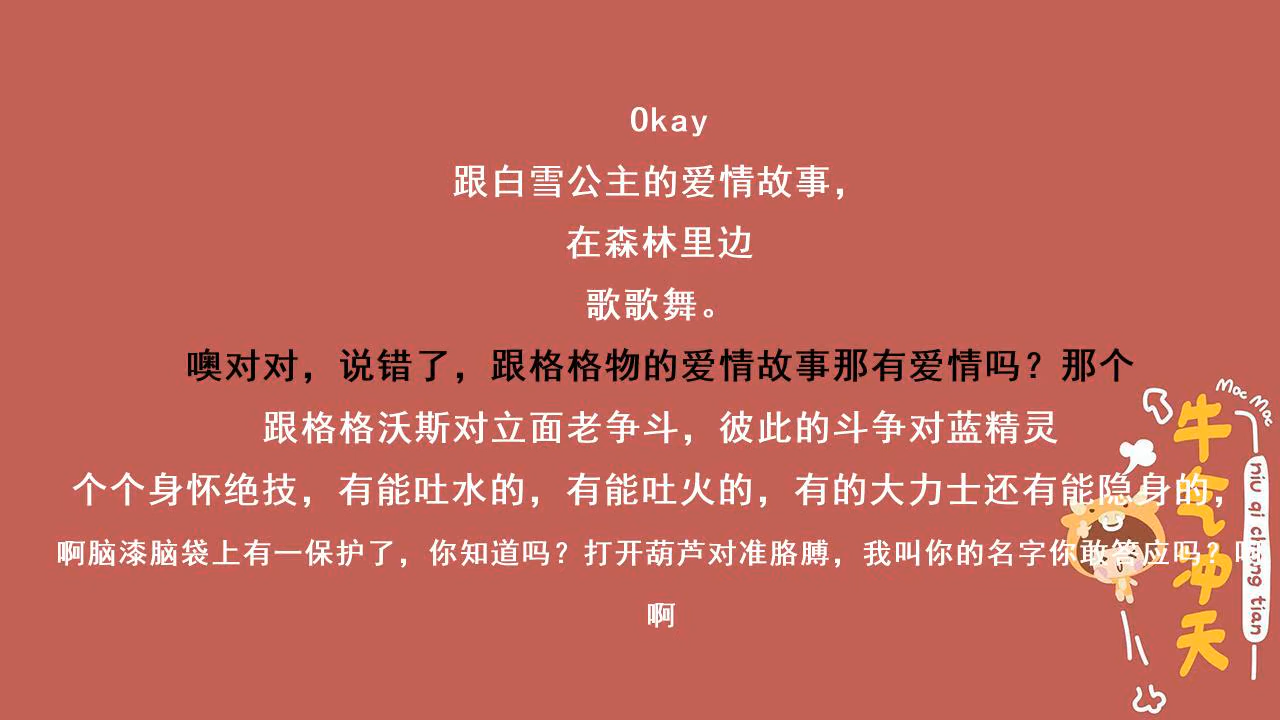 Okay
跟白雪公主的爱情故事，
在森林里边
歌歌舞。
噢对对，说错了，跟格格物的爱情故事那有爱情吗？那个
跟格格沃斯对立面老争斗，彼此的斗争对蓝精灵
个个身怀绝技，有能吐水的，有能吐火的，有的大力士还有能隐身的，
啊脑漆脑袋上有一保护了，你知道吗？打开葫芦对准胳膊，我叫你的名字你敢答应吗？啊
啊
Moc Moc
牛气冲天
niu qi chong tian